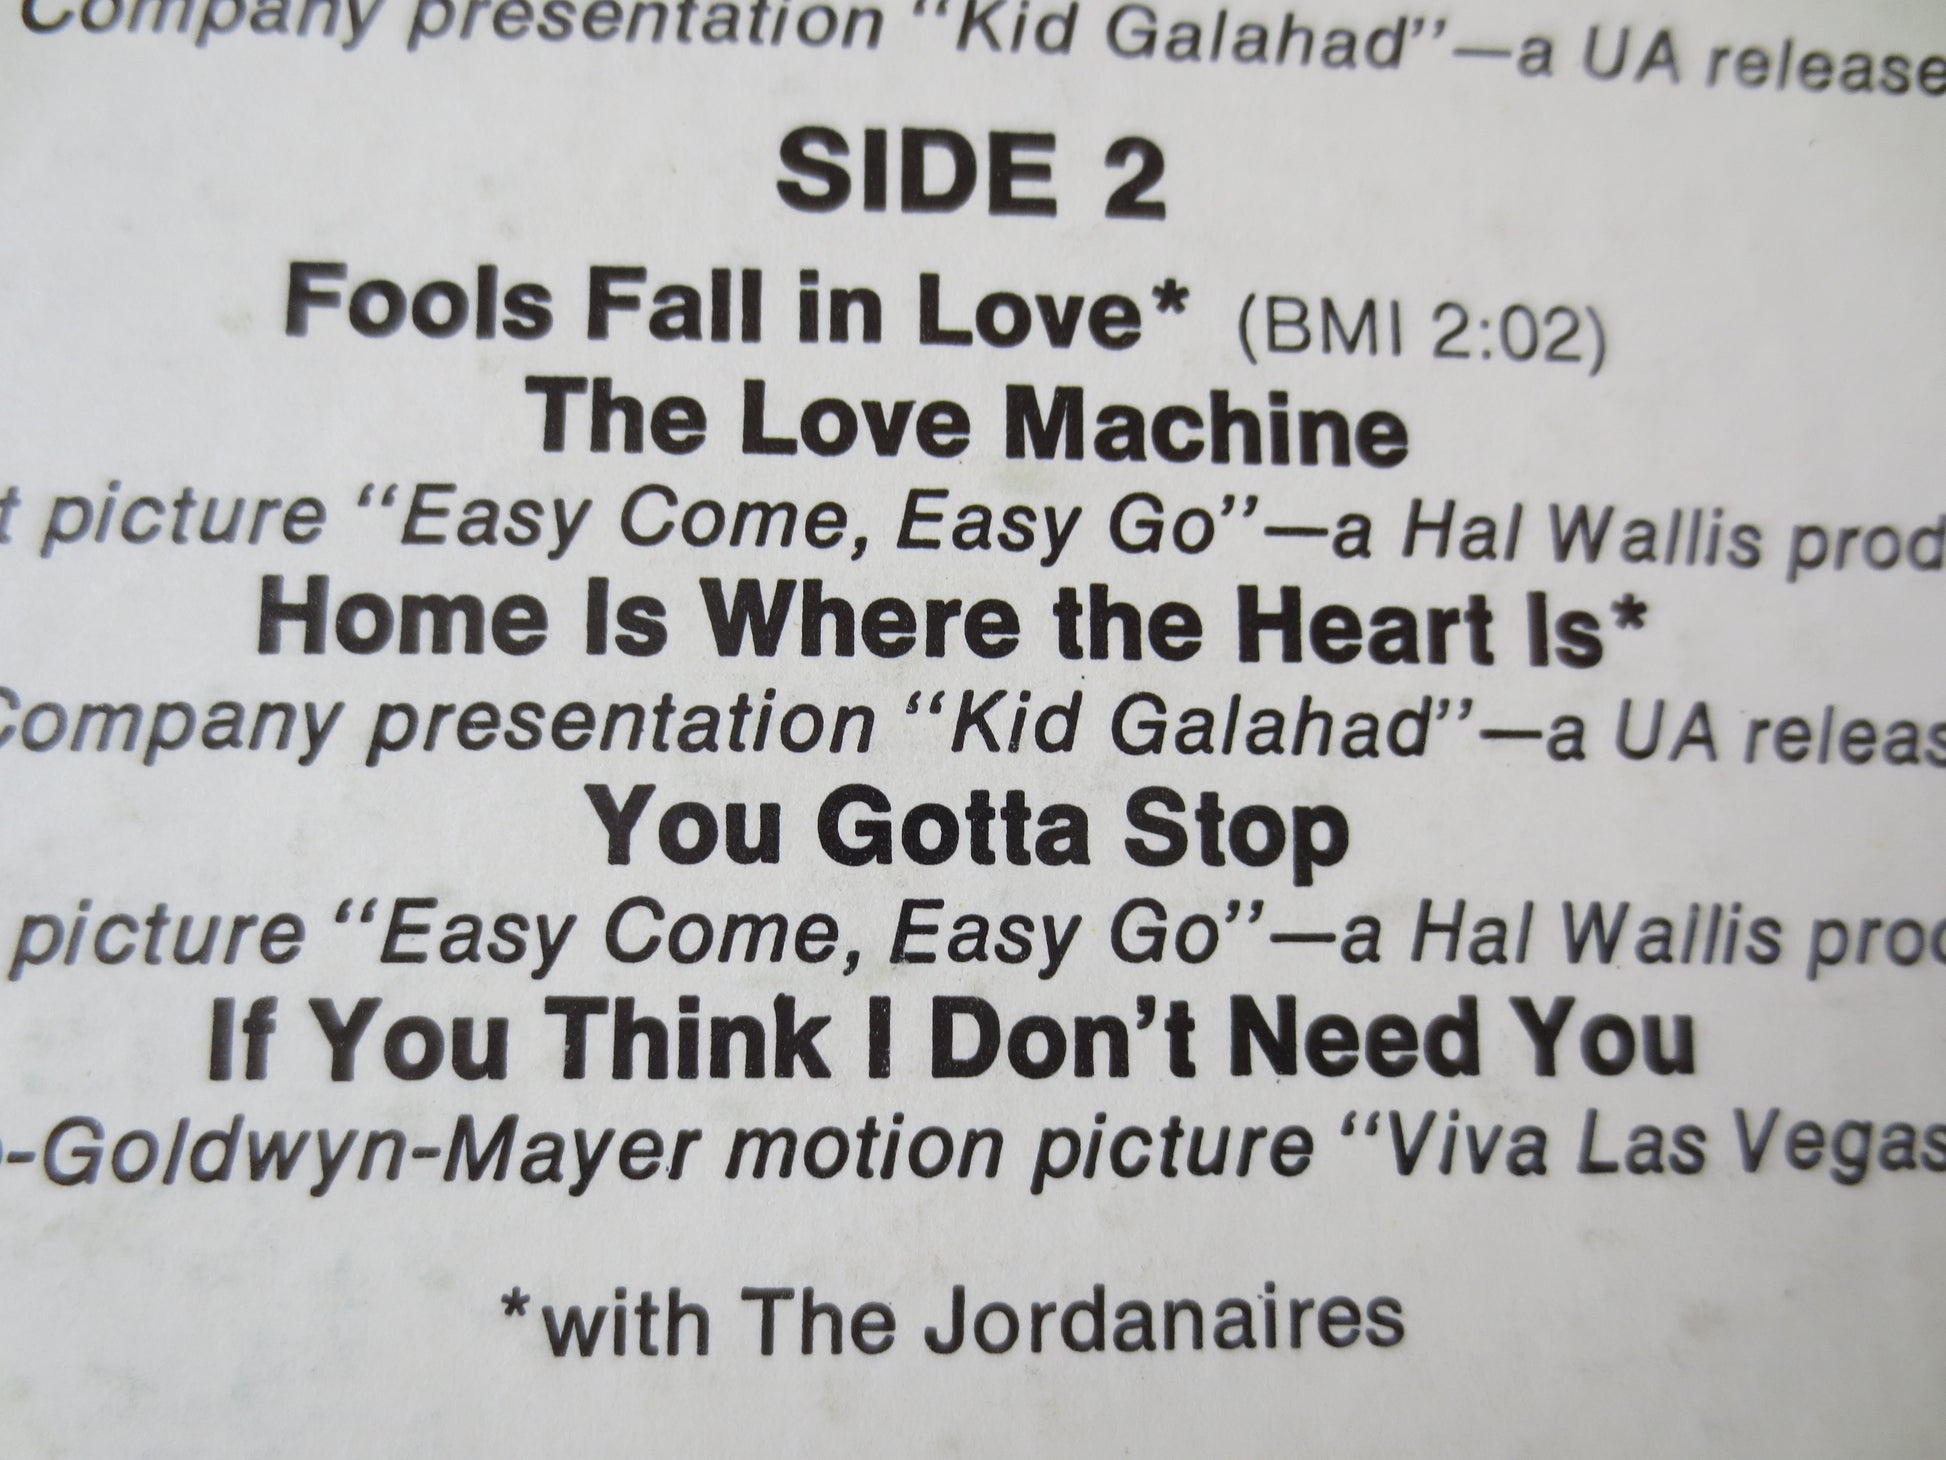 Company presentation “Kid Galahad”—a UA release
SIDE 2
Fools Fall in Love* (BMI 2:02)
The Love Machine
picture “Easy Come, Easy Go”—a Hal Wallis prod
Home Is Where the Heart Is*
Company presentation “Kid Galahad”—a UA releas
You Gotta Stop
picture “Easy Come, Easy Go”—a Hal Wallis proc
If You Think I Don’t Need You
-Goldwyn-Mayer motion picture “Viva Las Vegas
*with The Jordanaires